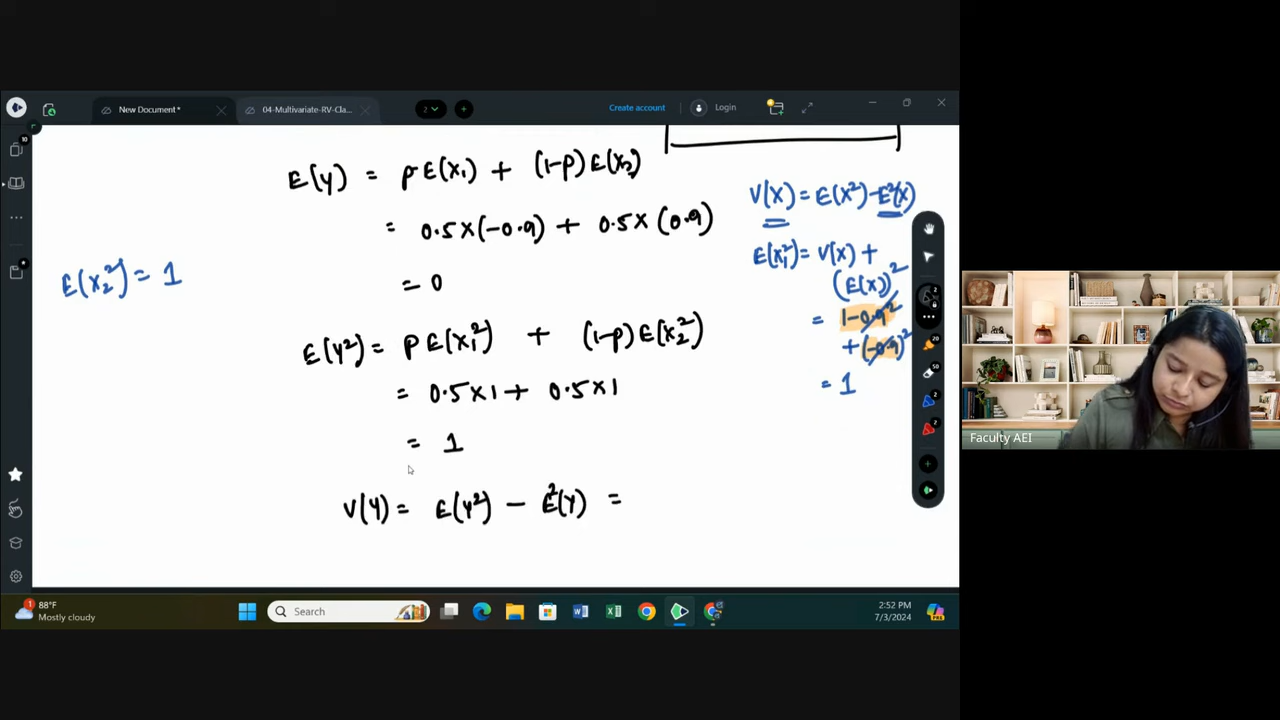 New Document*
04-Multivariate-RV-Cla...
2
Create account
Login
E(y) = pE(x₁) + (1-p)E(x₂)
= 0.5×(-0.9) + 0.5×(0.9)
= 0
E(y²) = pE(x₁²) + (1-p)E(x₂²)
= 0.5×1 + 0.5×1
= 1
V(Y) = E(Y²) - E²(Y) =
E(x₂²) = 1
V(X) = E(X²) - E²(X)
E(x₁²) = V(x) +
(E(x))²
= 1-0.9²
+ (-0.9)²
= 1
Faculty AEI
88°F
Mostly cloudy
Search
2:52 PM
7/3/2024